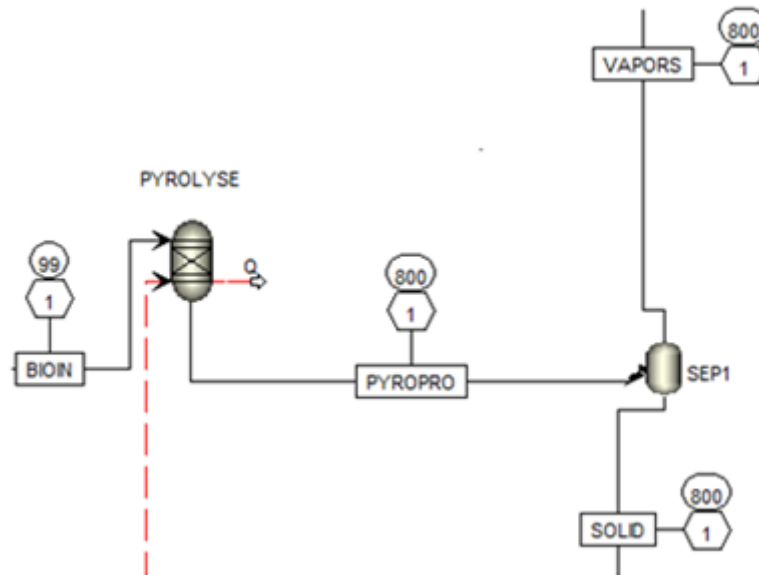 800
VAPORS
1
PYROLYSE
99
Q
800
1
1
BIOIN
PYROPRO
SEP1
800
SOLID
1